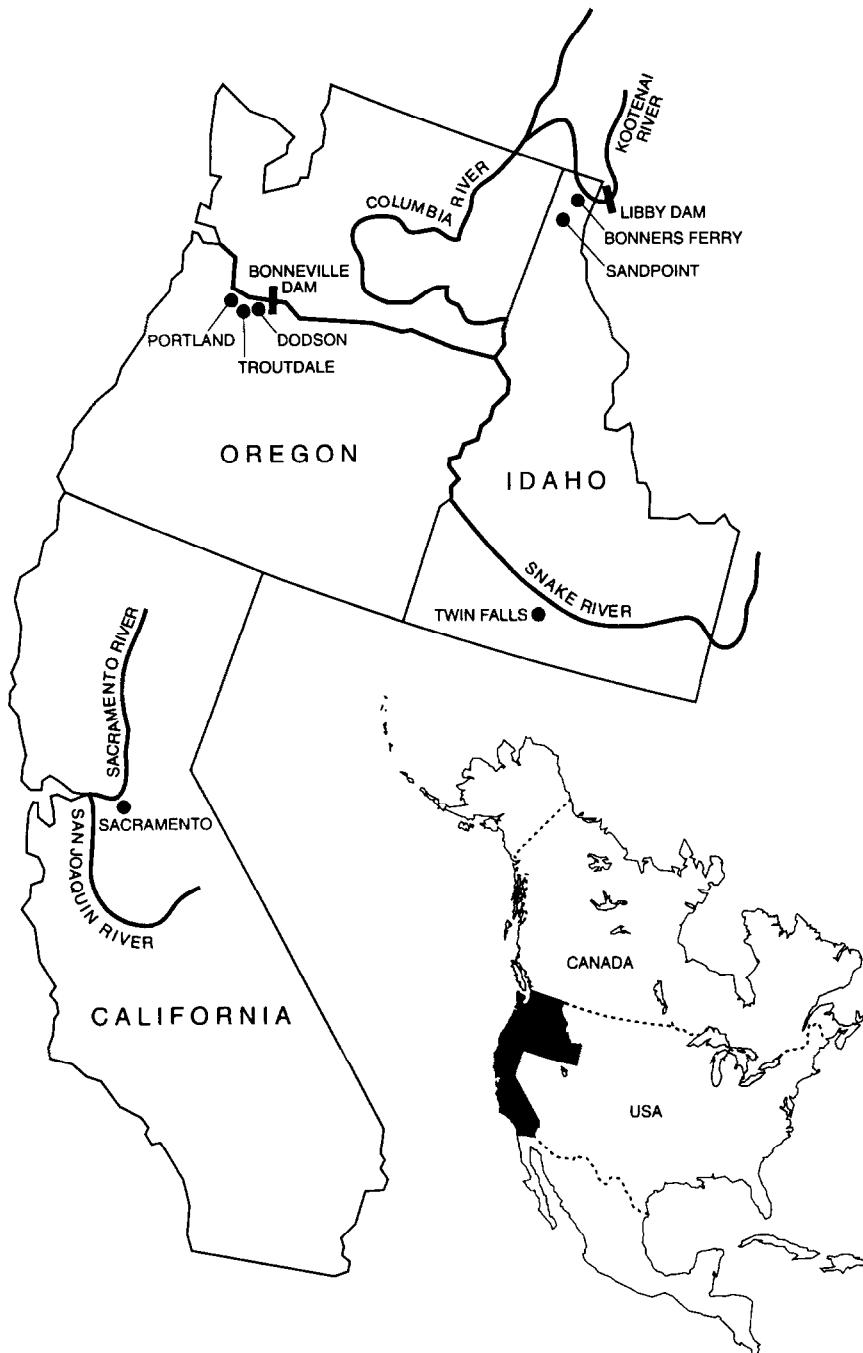 KOOTENAI
RIVER
COLUMBIA
RIVER
LIBBY DAM
BONNERS FERRY
SANDPOINT
BONNEVILLE
DAM
PORTLAND
DODSON
TROUTDALE
OREGON
IDAHO
SNAKE RIVER
TWIN FALLS
SACRAMENTO RIVER
SACRAMENTO
SAN JOAQUIN RIVER
CALIFORNIA
CANADA
USA